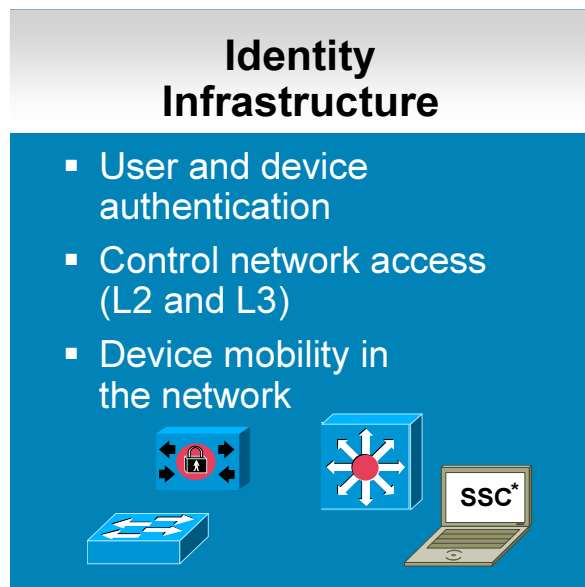 Identity
Infrastructure
▪ User and device
authentication
▪ Control network access
(L2 and L3)
▪ Device mobility in
the network
SSC*